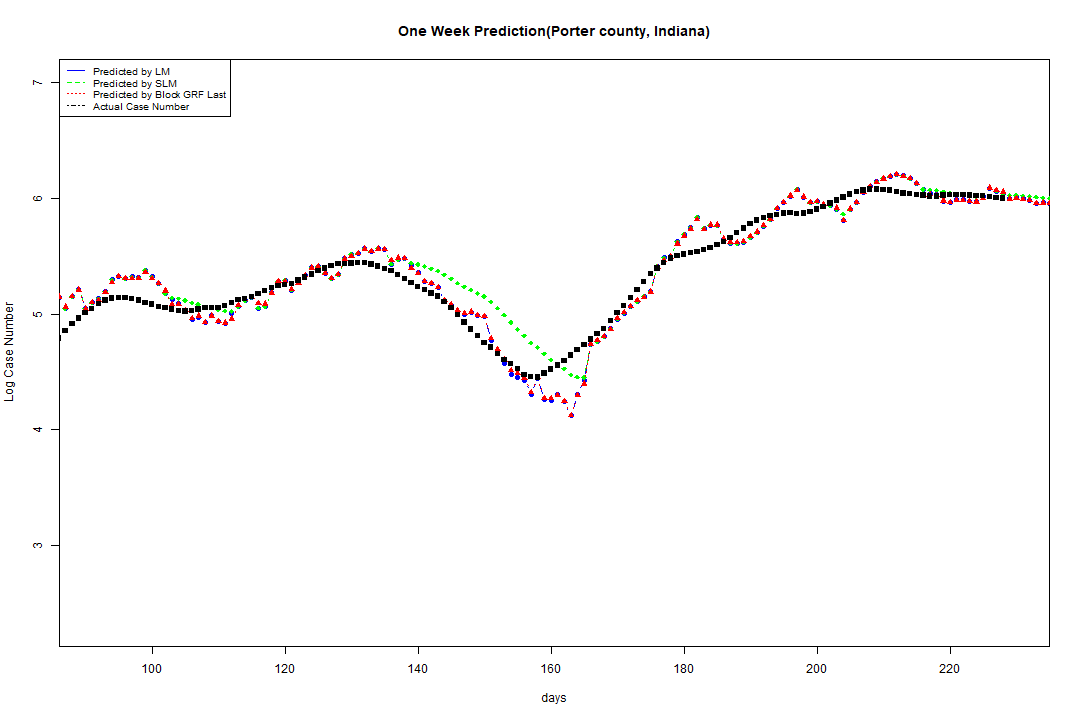 One Week Prediction(Porter county, Indiana)
Predicted by LM
Predicted by SLM
Predicted by Block GRF Last
Actual Case Number
7
6
5
4
3
Log Case Number
100 120 140 160 180 200 220
days